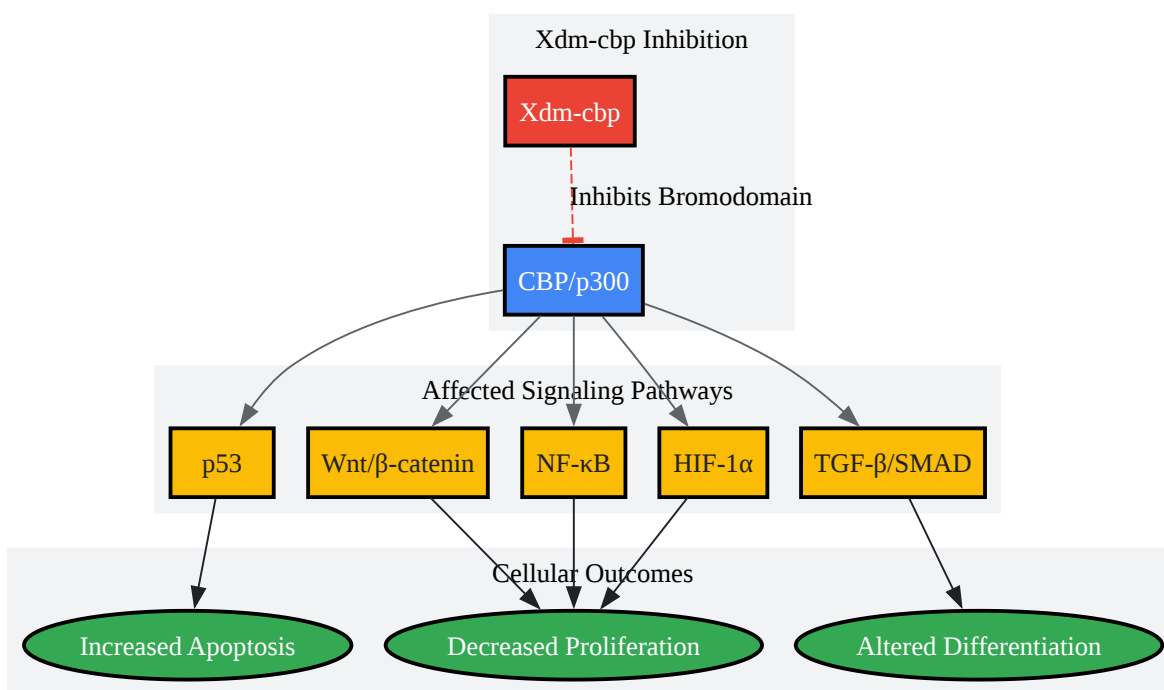 Xdm-cbp Inhibition
Xdm-cbp
Inhibits Bromodomain
CBP/p300
Affected Signaling Pathways
p53
Wnt/β-catenin
NF-κB
HIF-1α
TGF-β/SMAD
Cellular Outcomes
Increased Apoptosis
Decreased Proliferation
Altered Differentiation